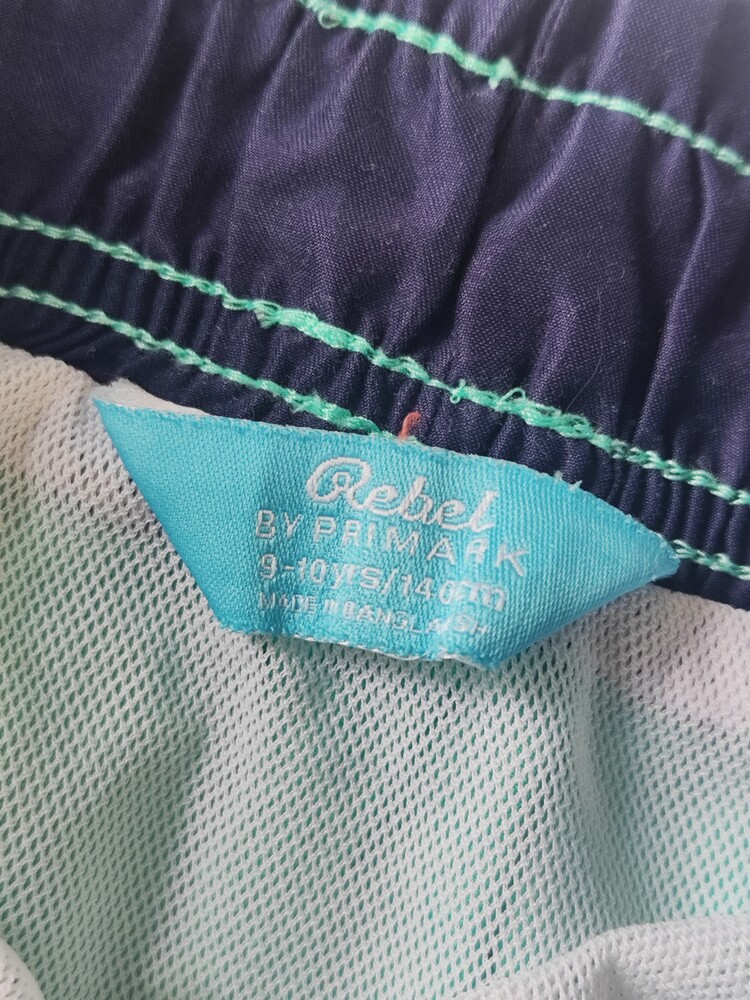 Rebel
BY PRIMARK
9-10yrs/140cm
MADE IN BANGLADESH